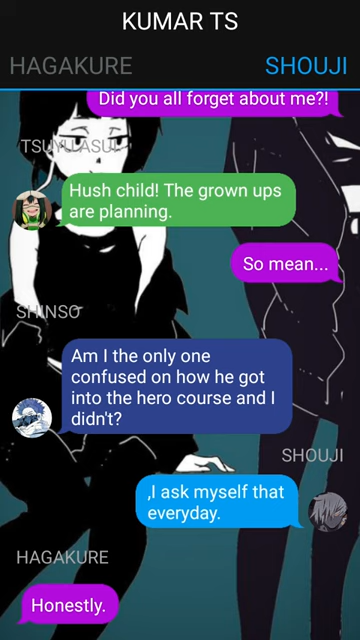 KUMAR TS
HAGAKURE SHOUJI
Did you all forget about me?!
TSUYU ASUI
Hush child! The grown ups
are planning.
So mean...
SHINSO
Am I the only one
confused on how he got
into the hero course and I
didn't?
SHOUJI
,I ask myself that
everyday.
HAGAKURE
Honestly.